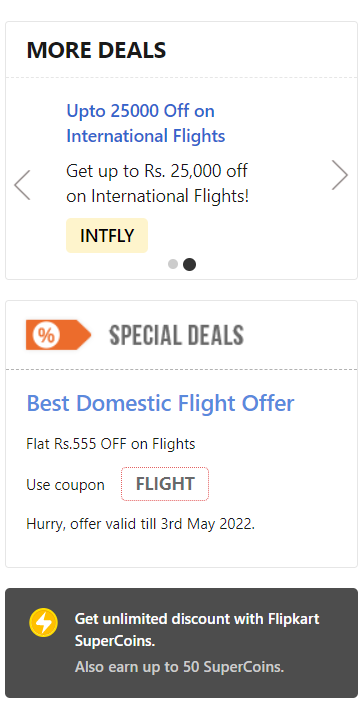 MORE DEALS
Upto 25000 Off on
International Flights
Get up to Rs. 25,000 off
on International Flights!
INTFLY
% SPECIAL DEALS
Best Domestic Flight Offer
Flat Rs.555 OFF on Flights
Use coupon FLIGHT
Hurry, offer valid till 3rd May 2022.
Get unlimited discount with Flipkart
SuperCoins.
Also earn up to 50 SuperCoins.